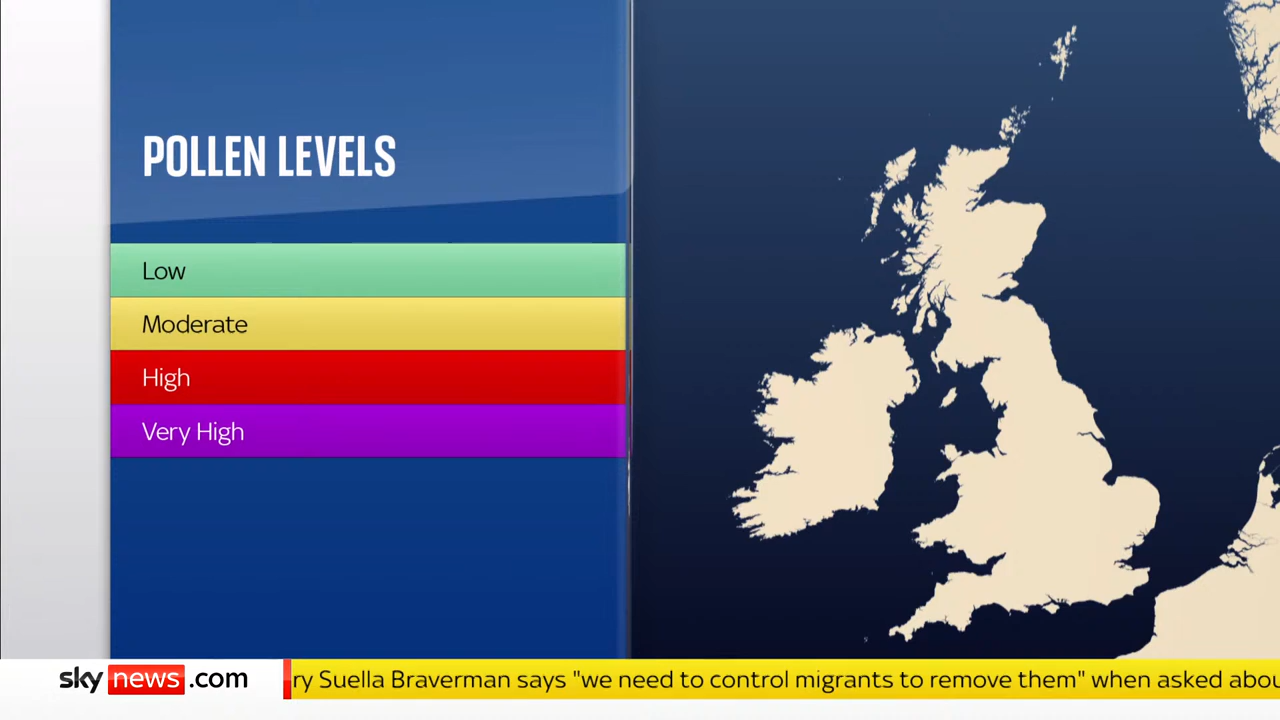 POLLEN LEVELS
Low
Moderate
High
Very High
sky news .com
ry Suella Braverman says "we need to control migrants to remove them" when asked abou